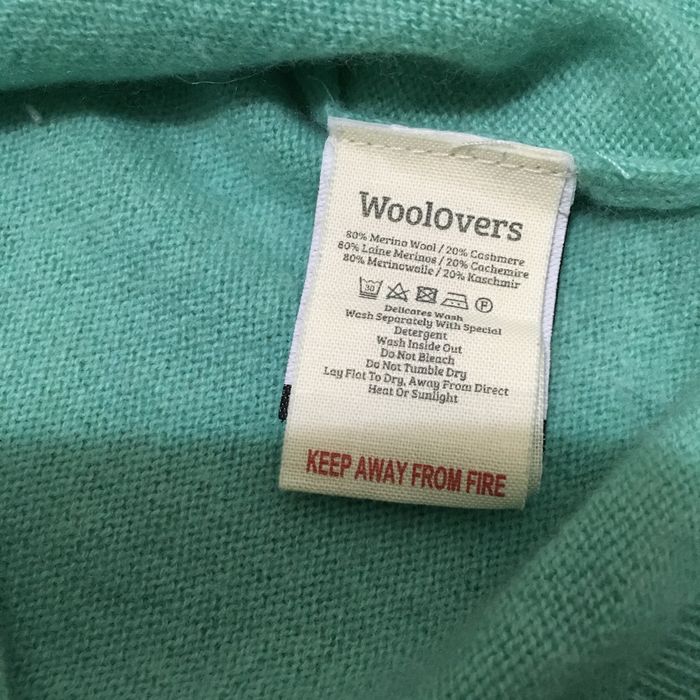 WoolOvers
80% Merino Wool / 20% Cashmere
80% Laine Merinos / 20% Cachemire
80% Merinowolle / 20% Kaschmir
30 P
Delicates Wash
Wash Separately With Special
Detergent
Wash Inside Out
Do Not Bleach
Do Not Tumble Dry
Lay Flat To Dry, Away From Direct
Heat Or Sunlight
KEEP AWAY FROM FIRE